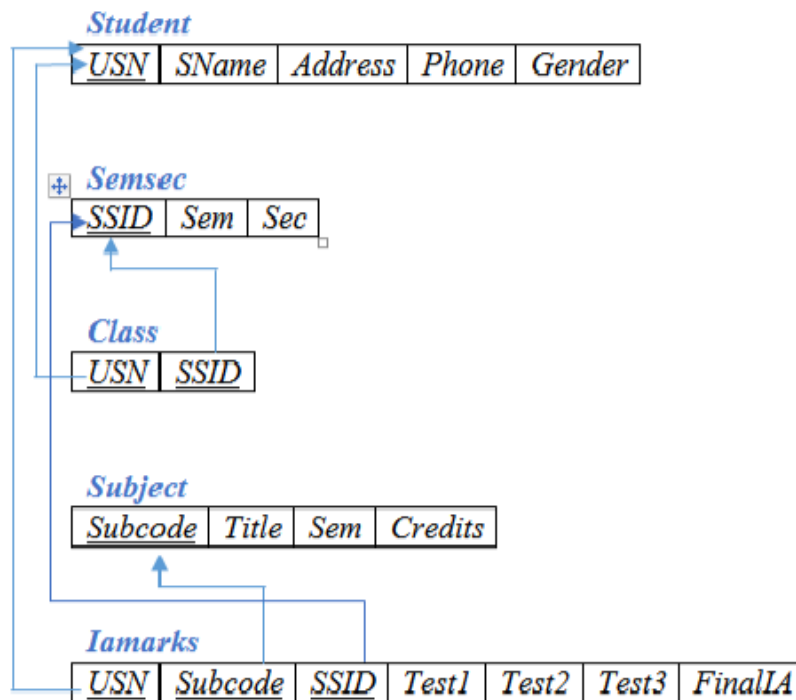 Student
USN SName Address Phone Gender
Semsec
SSID Sem Sec
Class
USN SSID
Subject
Subcode Title Sem Credits
Iamarks
USN Subcode SSID Test1 Test2 Test3 FinalIA